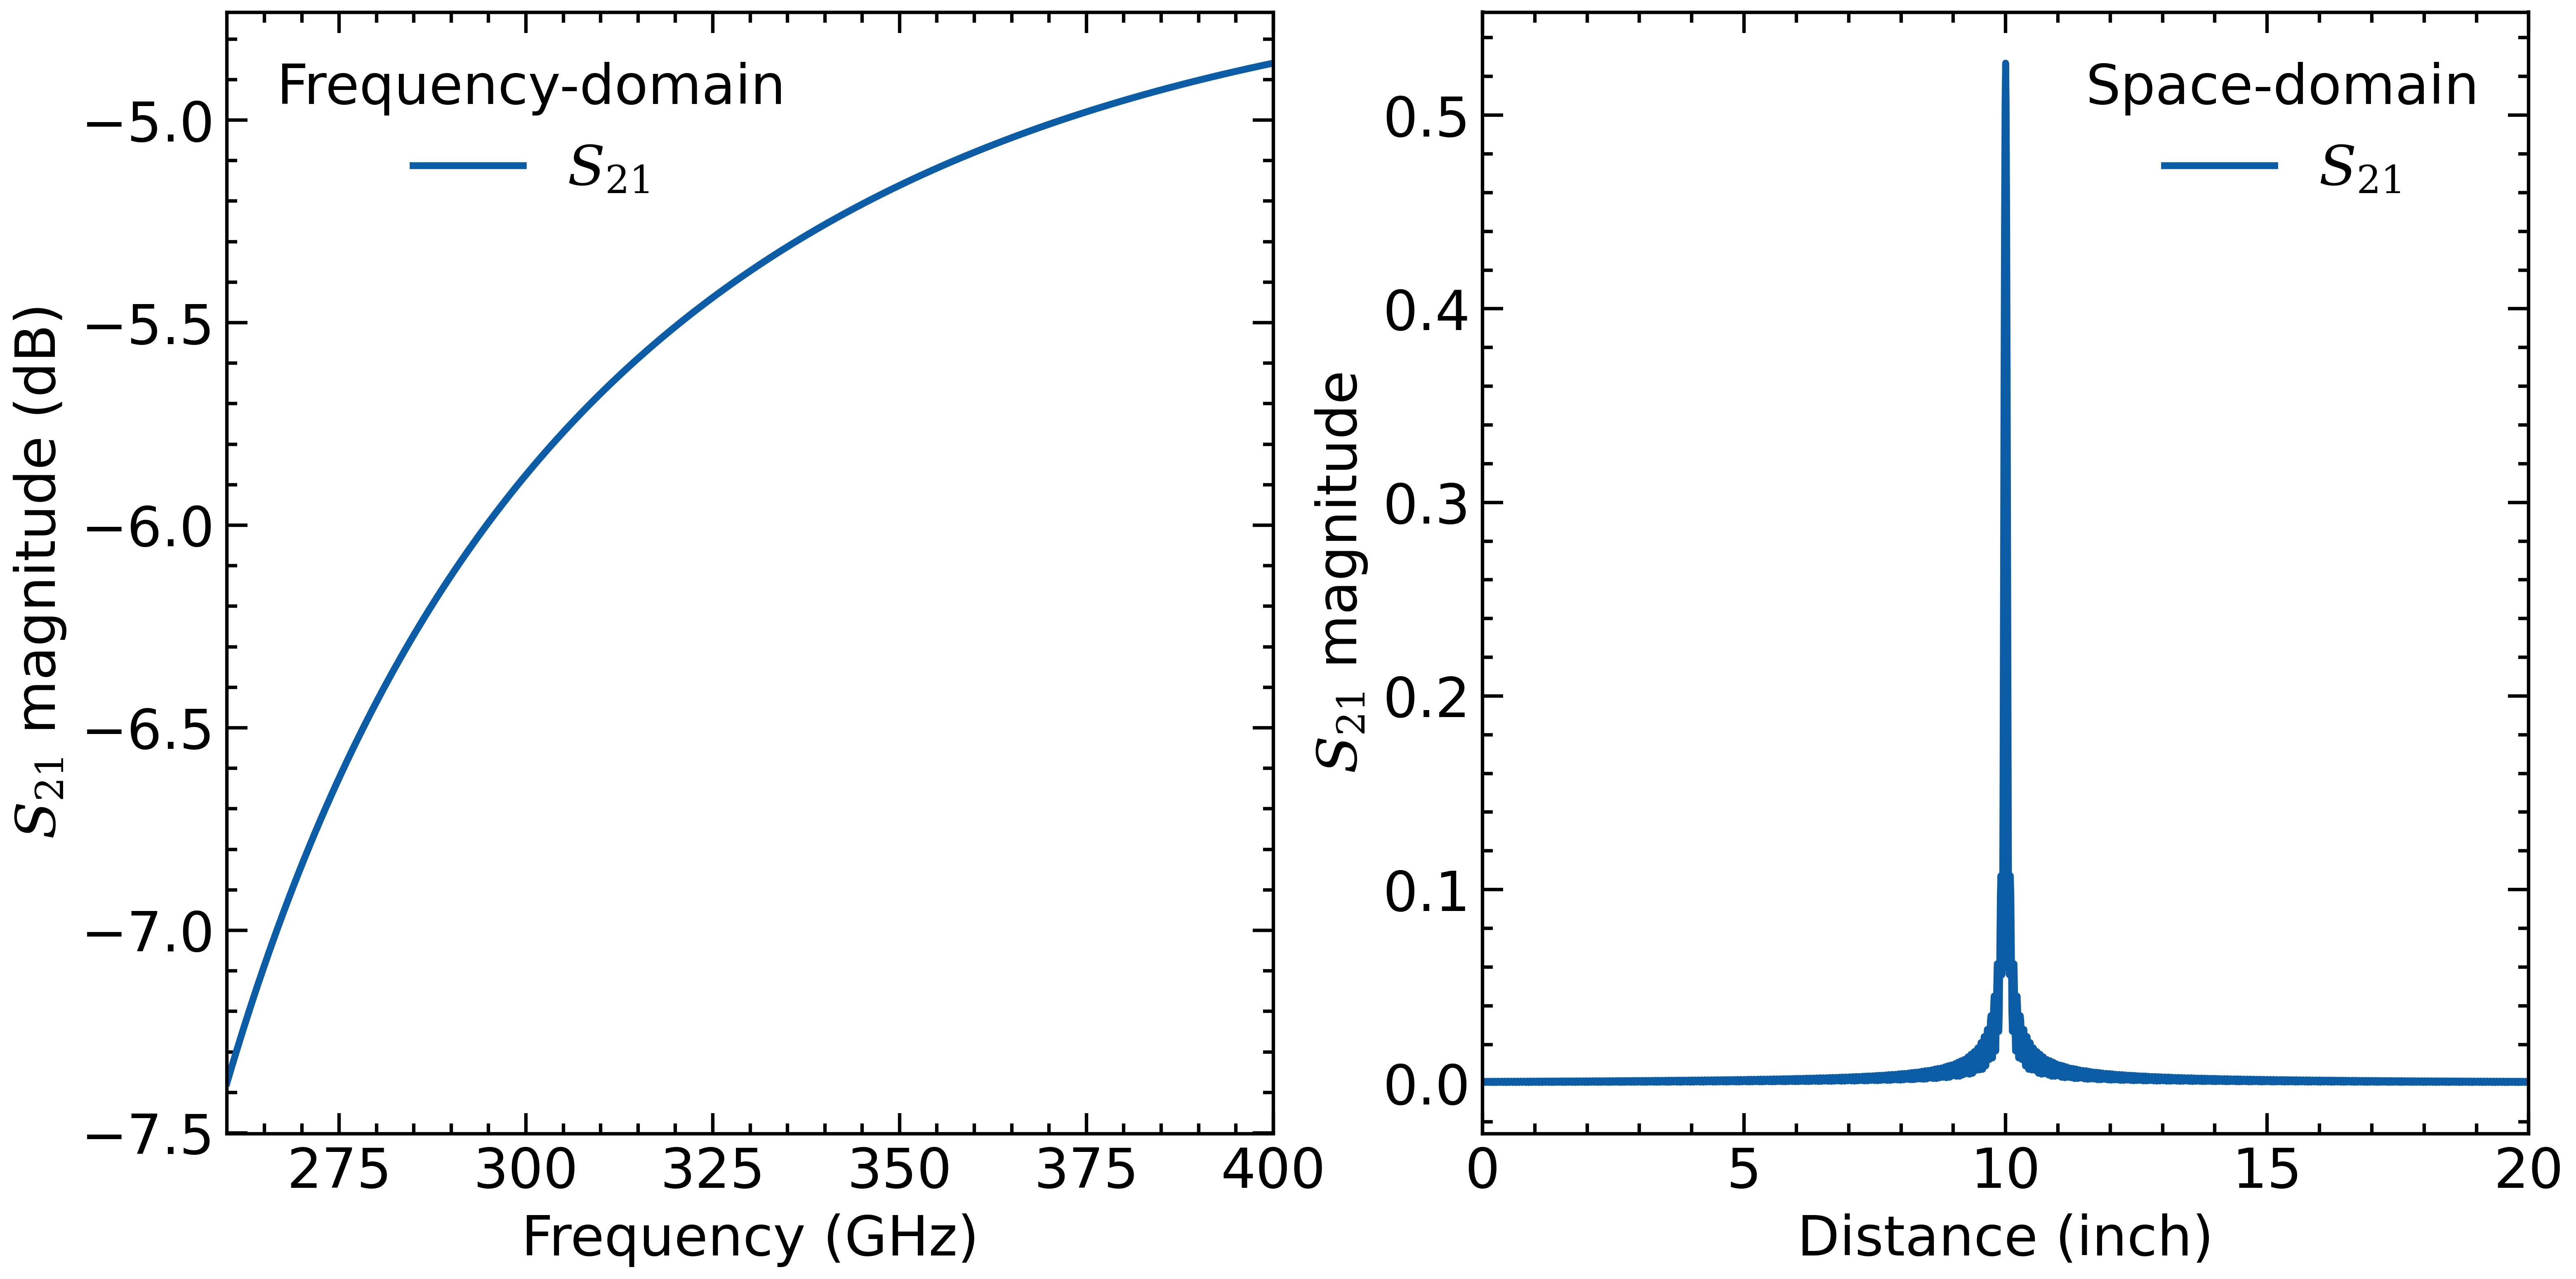 Frequency-domain
S21
−5.0
−5.5
−6.0
−6.5
−7.0
−7.5
S21 magnitude (dB)
275 300 325 350 375 400
Frequency (GHz)
Space-domain
S21
0.5
0.4
0.3
0.2
0.1
0.0
S21 magnitude
0 5 10 15 20
Distance (inch)